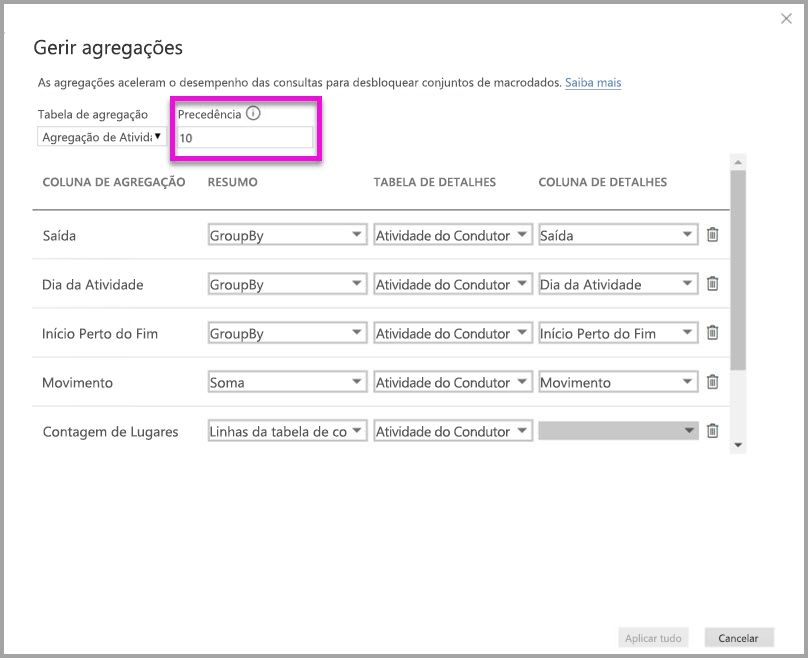 Gerir agregações
As agregações aceleram o desempenho das consultas para desbloquear conjuntos de macrodados. Saiba mais
Tabela de agregação Precedência
Agregação de Ativida 10
COLUNA DE AGREGAÇÃO RESUMO TABELA DE DETALHES COLUNA DE DETALHES
Saída GroupBy Atividade do Condutor Saída
Dia da Atividade GroupBy Atividade do Condutor Dia da Atividade
Início Perto do Fim GroupBy Atividade do Condutor Início Perto do Fim
Movimento Soma Atividade do Condutor Movimento
Contagem de Lugares Linhas da tabela de co Atividade do Condutor
Aplicar tudo Cancelar